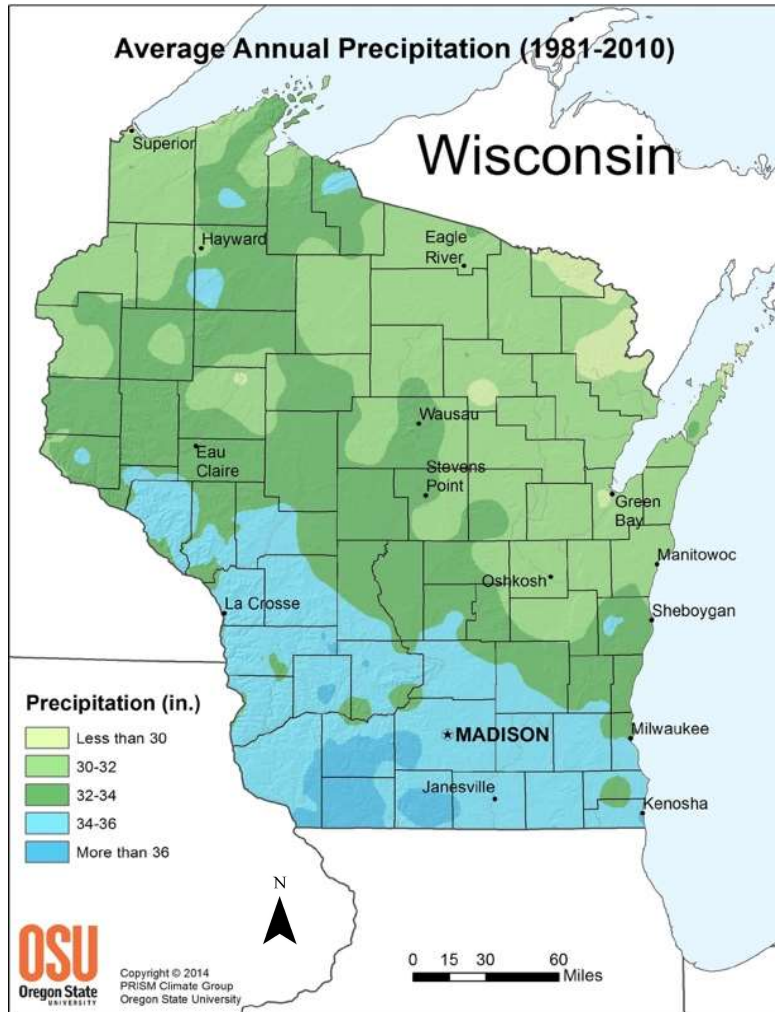 Average Annual Precipitation (1981-2010)
Wisconsin
Superior
Hayward
Eagle
River
Wausau
Eau
Claire
Stevens
Point
Green
Bay
Manitowoc
Oshkosh
La Crosse
Sheboygan
Precipitation (in.)
Less than 30
30-32
32-34
34-36
More than 36
MADISON
Milwaukee
Janesville
Kenosha
N
OSU
Oregon State
UNIVERSITY
Copyright © 2014
PRISM Climate Group
Oregon State University
0 15 30 60
Miles